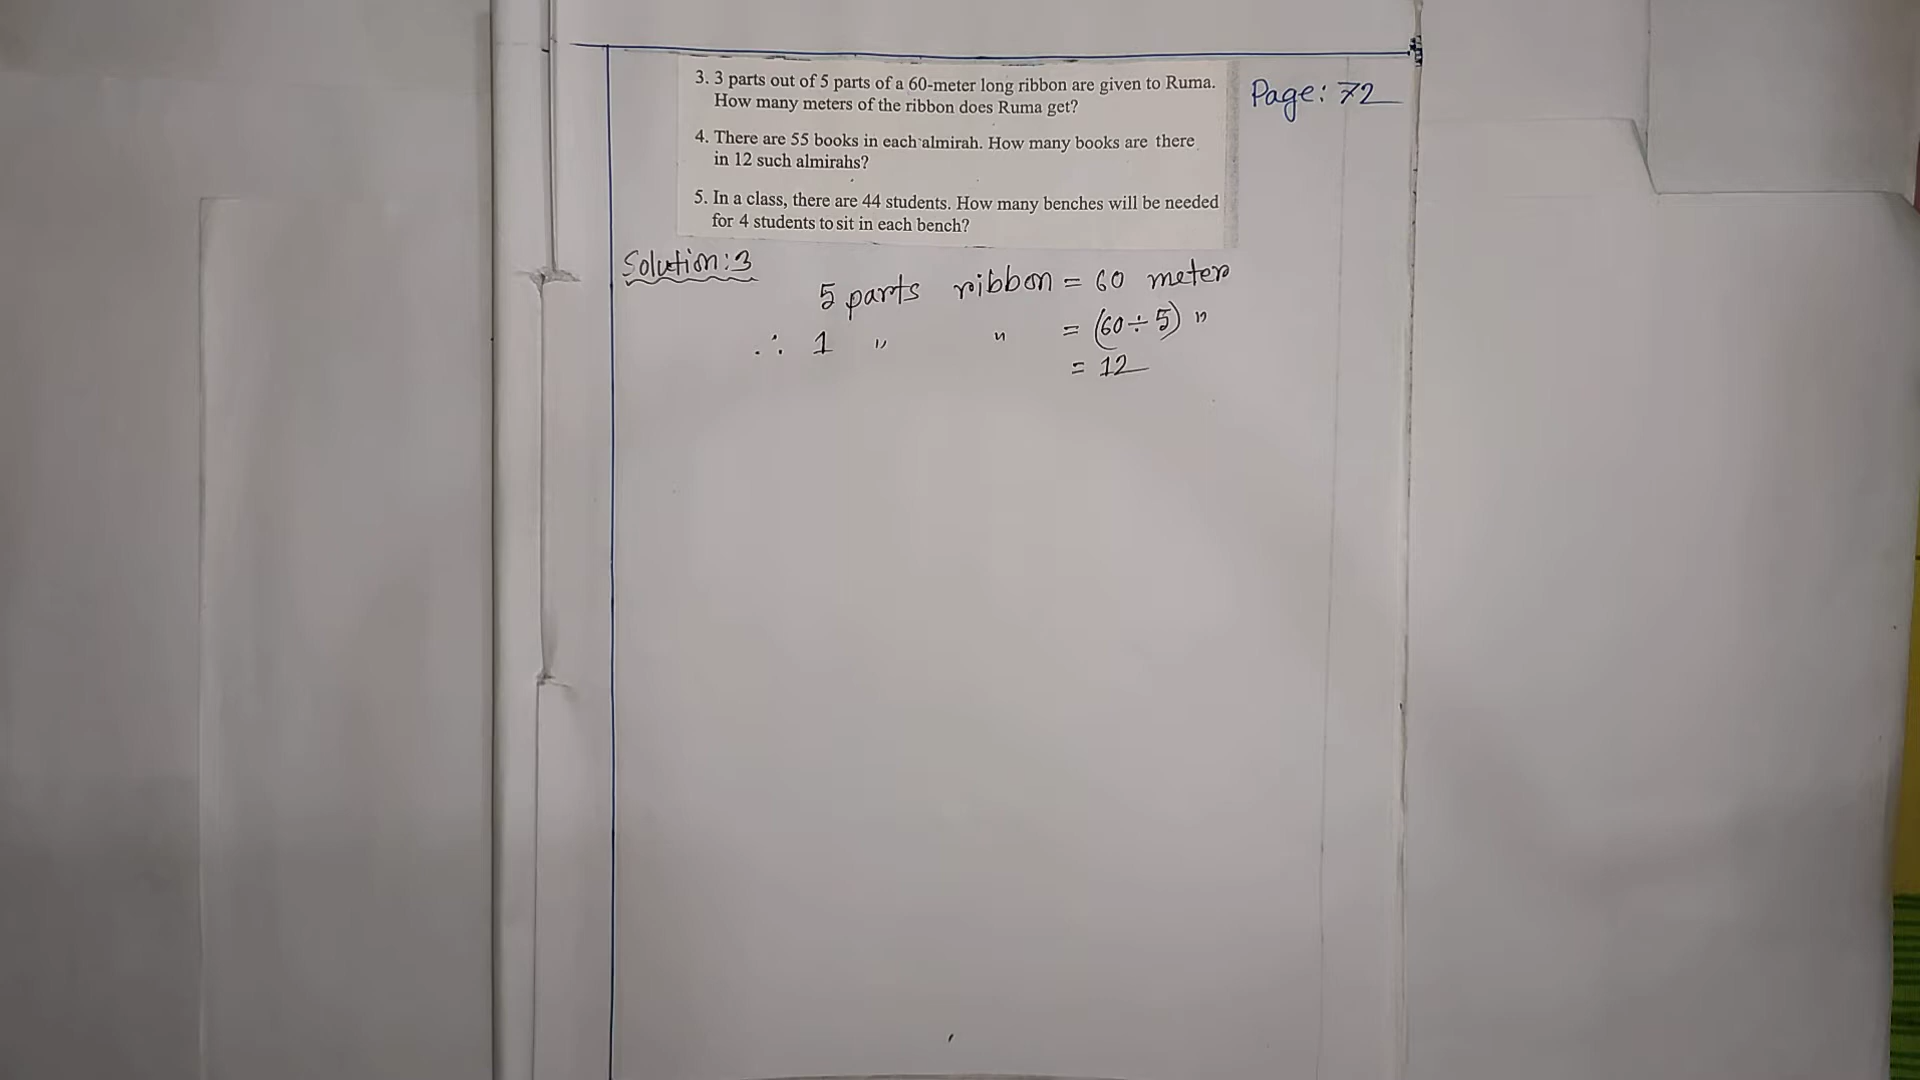 3. 3 parts out of 5 parts of a 60-meter long ribbon are given to Ruma.
How many meters of the ribbon does Ruma get?
4. There are 55 books in each almirah. How many books are there
in 12 such almirahs?
5. In a class, there are 44 students. How many benches will be needed
for 4 students to sit in each bench?
Page: 72
Solution: 3
5 parts ribbon = 60 meter
∴ 1 " " = (60÷5) "
= 12